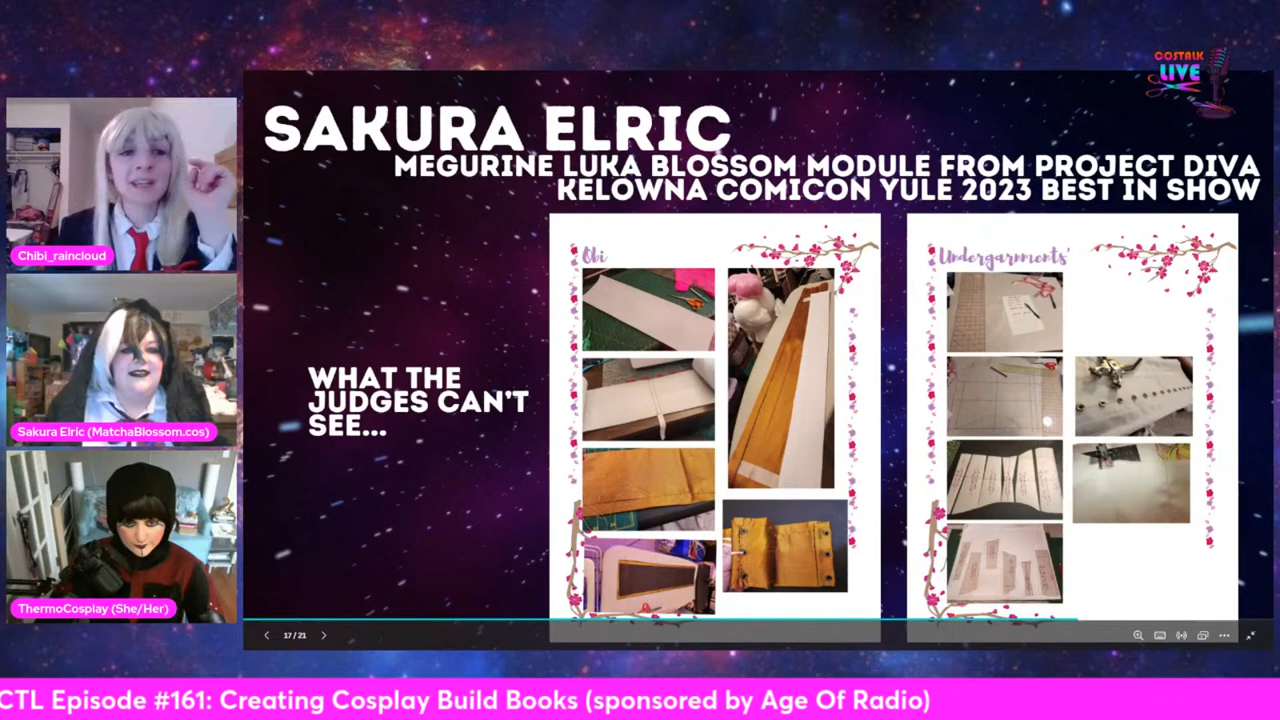 COSTALK
LIVE
SAKURA ELRIC
MEGURINE LUKA BLOSSOM MODULE FROM PROJECT DIVA
KELOWNA COMICON YULE 2023 BEST IN SHOW
Chibi_raincloud
Sakura Elric (MatchaBlossom.cos)
ThermoCosplay (She/Her)
WHAT THE
JUDGES CAN'T
SEE...
Obi
Undergarnments'
17 / 21
CTL Episode #161: Creating Cosplay Build Books (sponsored by Age Of Radio)